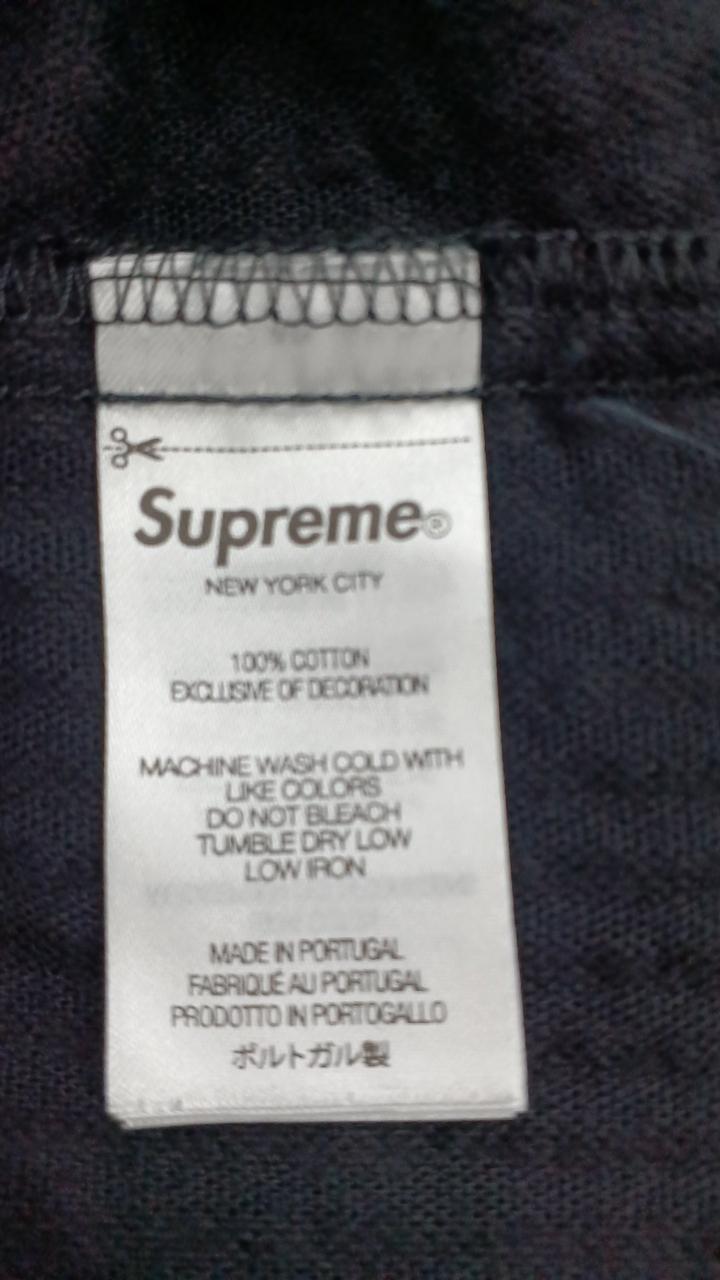 Supreme®
NEW YORK CITY
100% COTTON
EXCLUSIVE OF DECORATION
MACHINE WASH COLD WITH
LIKE COLORS
DO NOT BLEACH
TUMBLE DRY LOW
LOW IRON
MADE IN PORTUGAL
FABRIQUÉ AU PORTUGAL
PRODOTTO IN PORTOGALLO
ポルトガル製